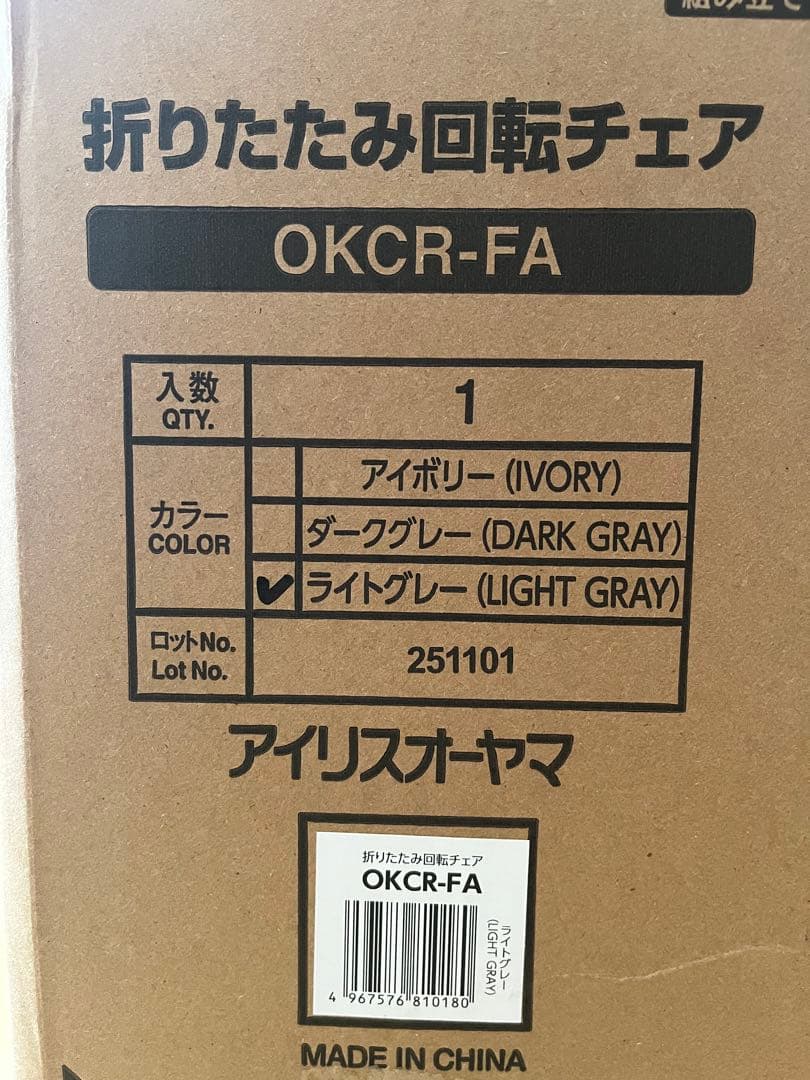 組み立て
折りたたみ回転チェア
OKCR-FA
入数
QTY.
1
カラー
COLOR
アイボリー(IVORY)
ダークグレー(DARK GRAY)
✔ライトグレー(LIGHT GRAY)
ロットNo.
Lot No.
251101
アイリスオーヤマ
折りたたみ回転チェア
OKCR-FA
ライトグレー
(LIGHT GRAY)
4 967576 810180
MADE IN CHINA